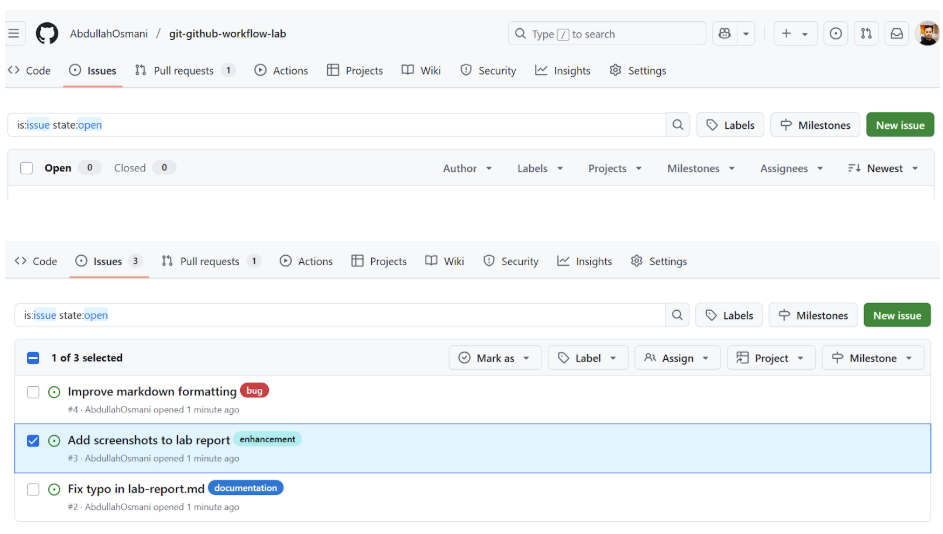 AbdullahOsmani / git-github-workflow-lab
Type / to search
Code Issues Pull requests 1 Actions Projects Wiki Security Insights Settings
is:issue state:open Labels Milestones New issue
Open 0 Closed 0 Author Labels Projects Milestones Assignees Newest
Code Issues 3 Pull requests 1 Actions Projects Wiki Security Insights Settings
is:issue state:open Labels Milestones New issue
1 of 3 selected Mark as Label Assign Project Milestone
Improve markdown formatting bug
#4 · AbdullahOsmani opened 1 minute ago
Add screenshots to lab report enhancement
#3 · AbdullahOsmani opened 1 minute ago
Fix typo in lab-report.md documentation
#2 · AbdullahOsmani opened 1 minute ago